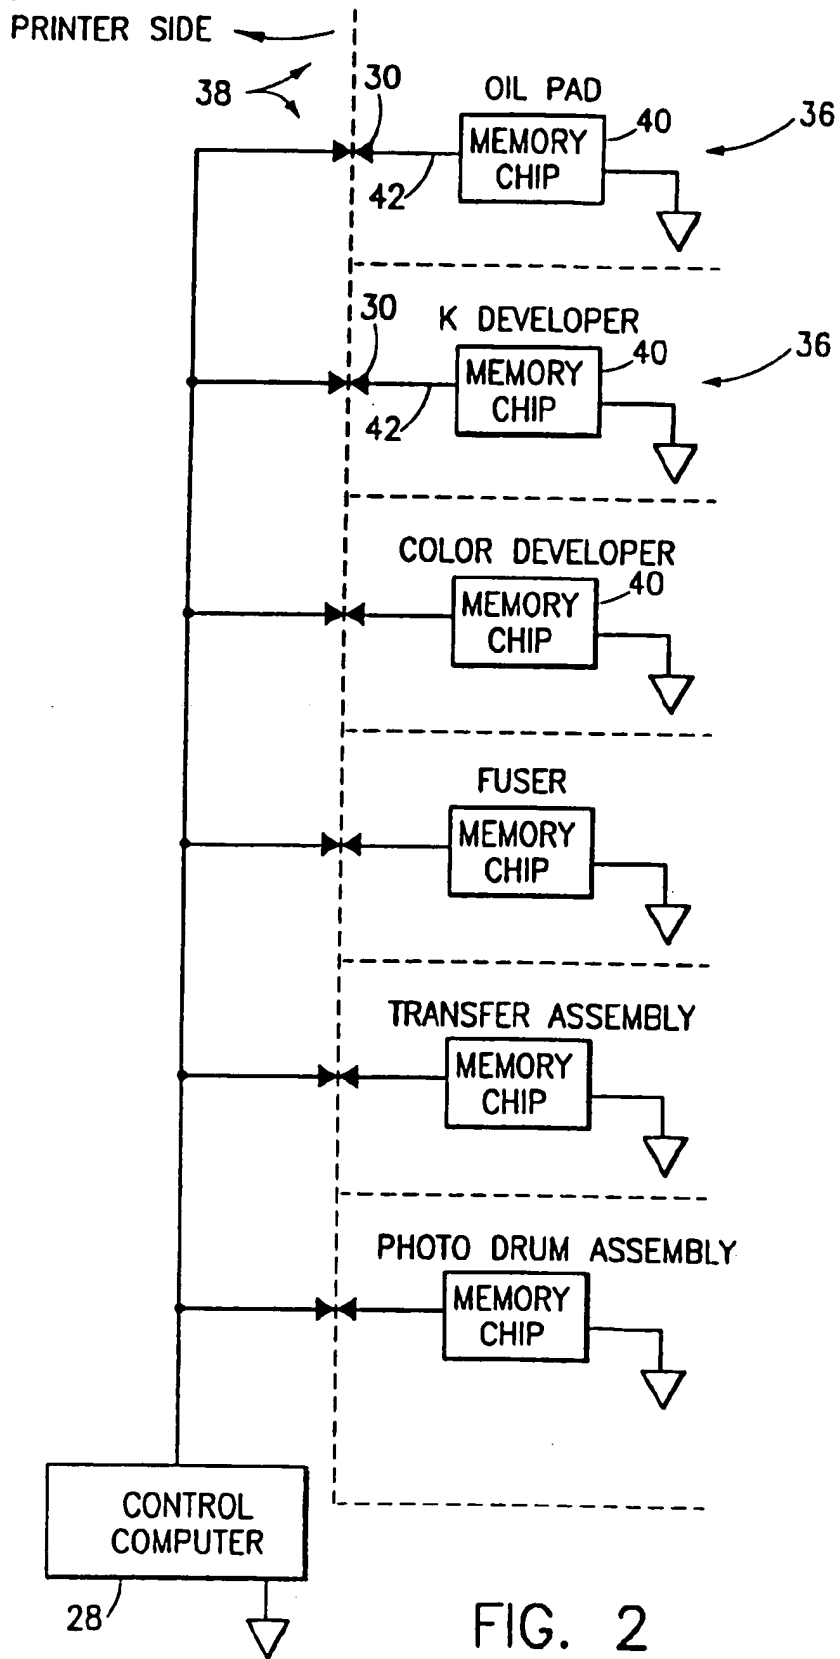 PRINTER SIDE
38
30
OIL PAD
MEMORY
CHIP
40
36
42
30
K DEVELOPER
MEMORY
CHIP
40
36
42
COLOR DEVELOPER
MEMORY
CHIP
40
FUSER
MEMORY
CHIP
TRANSFER ASSEMBLY
MEMORY
CHIP
PHOTO DRUM ASSEMBLY
MEMORY
CHIP
CONTROL
COMPUTER
28
FIG. 2